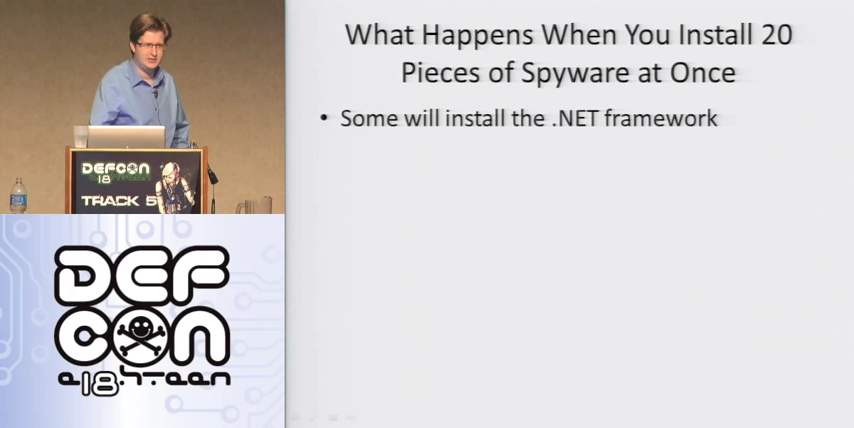 What Happens When You Install 20
Pieces of Spyware at Once
• Some will install the .NET framework
DEFCON
18
TRACK 5
DEF
CON
e18hteen